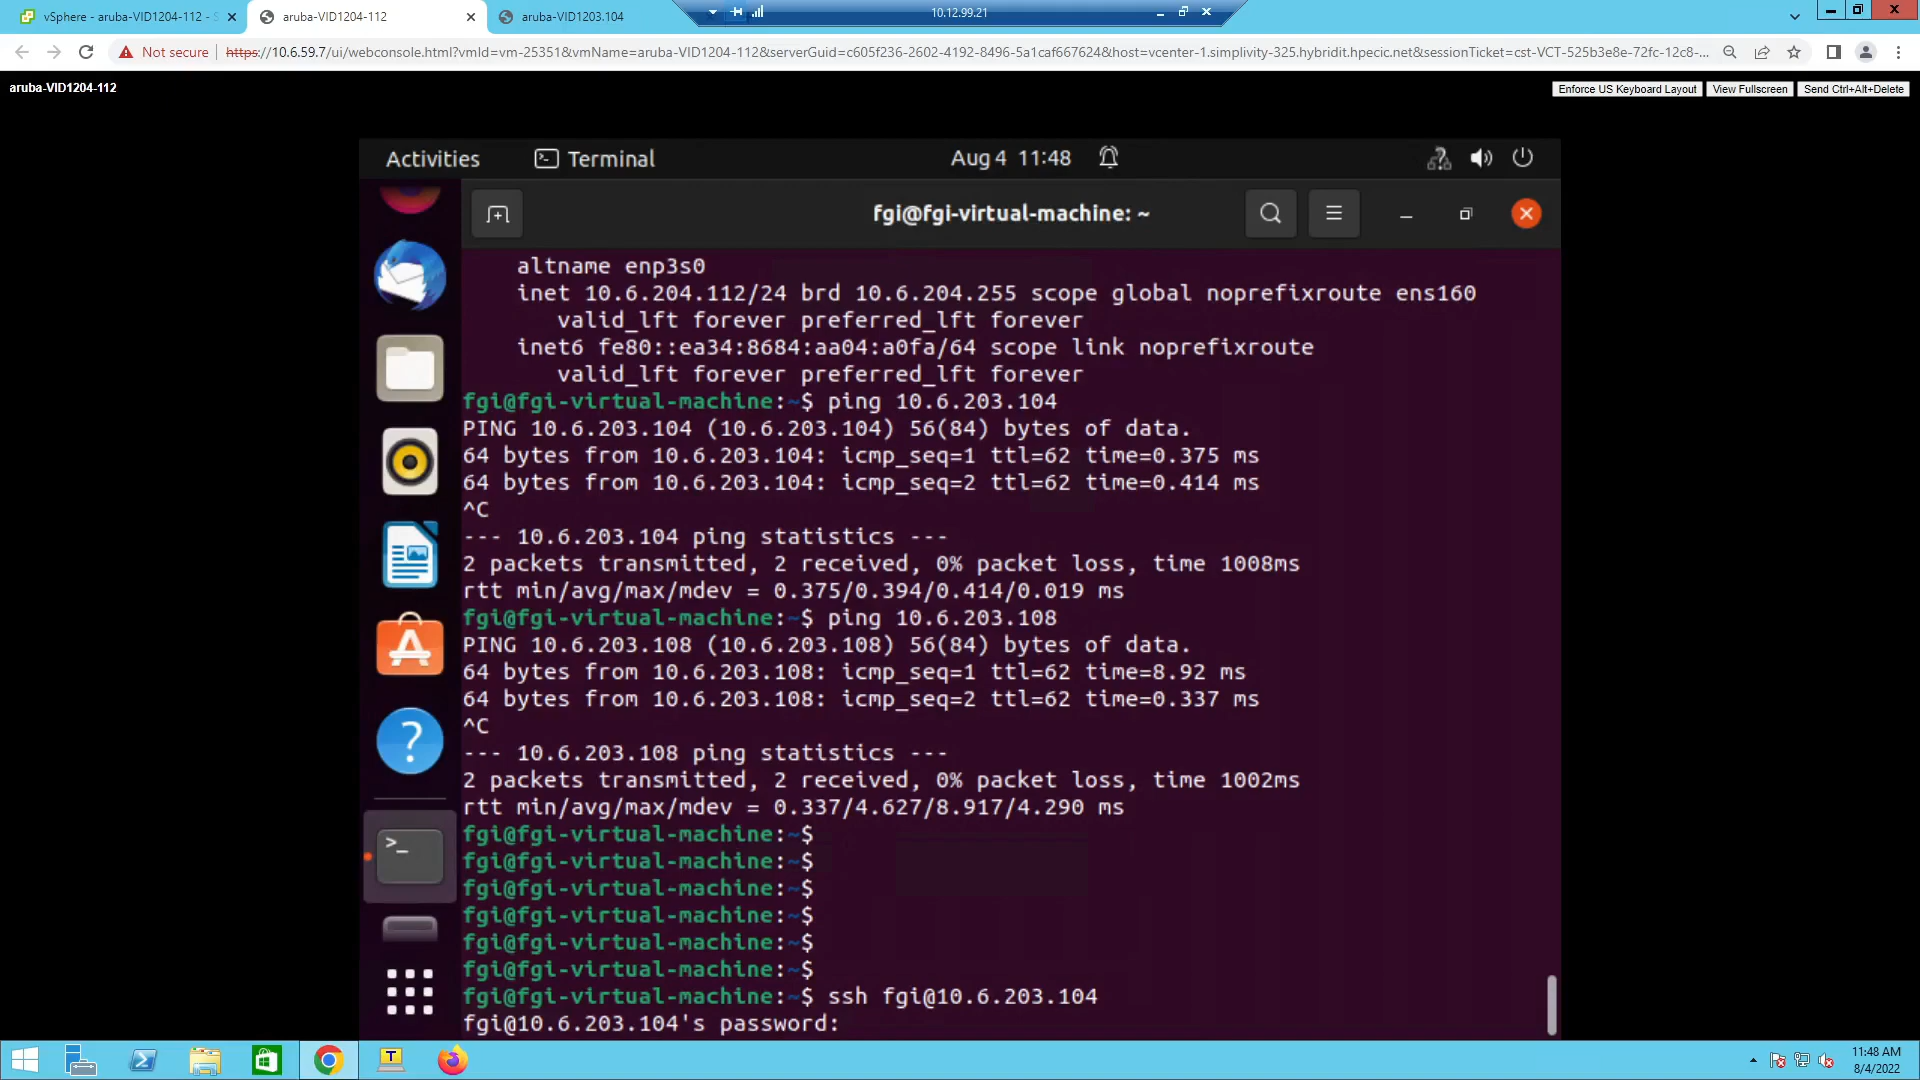 vSphere - aruba-VID1204-112 - S
aruba-VID1204-112
aruba-VID1203.104
10.12.99.21
Not secure
https://10.6.59.7/ui/webconsole.html?vmId=vm-25351&vmName=aruba-VID1204-112&serverGuid=c605f236-2602-4192-8496-5a1caf667624&host=vcenter-1.simplivity-325.hybridit.hpecic.net&sessionTicket=cst-VCT-525b3e8e-72fc-12c8-...
aruba-VID1204-112
Enforce US Keyboard Layout
View Fullscreen
Send Ctrl+Alt+Delete
Activities
Terminal
Aug 4 11:48
fgi@fgi-virtual-machine: ~
altname enp3s0
inet 10.6.204.112/24 brd 10.6.204.255 scope global noprefixroute ens160
valid_lft forever preferred_lft forever
inet6 fe80::ea34:8684:aa04:a0fa/64 scope link noprefixroute
valid_lft forever preferred_lft forever
fgi@fgi-virtual-machine:~$ ping 10.6.203.104
PING 10.6.203.104 (10.6.203.104) 56(84) bytes of data.
64 bytes from 10.6.203.104: icmp_seq=1 ttl=62 time=0.375 ms
64 bytes from 10.6.203.104: icmp_seq=2 ttl=62 time=0.414 ms
^C
--- 10.6.203.104 ping statistics ---
2 packets transmitted, 2 received, 0% packet loss, time 1008ms
rtt min/avg/max/mdev = 0.375/0.394/0.414/0.019 ms
fgi@fgi-virtual-machine:~$ ping 10.6.203.108
PING 10.6.203.108 (10.6.203.108) 56(84) bytes of data.
64 bytes from 10.6.203.108: icmp_seq=1 ttl=62 time=8.92 ms
64 bytes from 10.6.203.108: icmp_seq=2 ttl=62 time=0.337 ms
^C
--- 10.6.203.108 ping statistics ---
2 packets transmitted, 2 received, 0% packet loss, time 1002ms
rtt min/avg/max/mdev = 0.337/4.627/8.917/4.290 ms
fgi@fgi-virtual-machine:~$
fgi@fgi-virtual-machine:~$
fgi@fgi-virtual-machine:~$
fgi@fgi-virtual-machine:~$
fgi@fgi-virtual-machine:~$
fgi@fgi-virtual-machine:~$
fgi@fgi-virtual-machine:~$ ssh fgi@10.6.203.104
fgi@10.6.203.104's password:
11:48 AM
8/4/2022